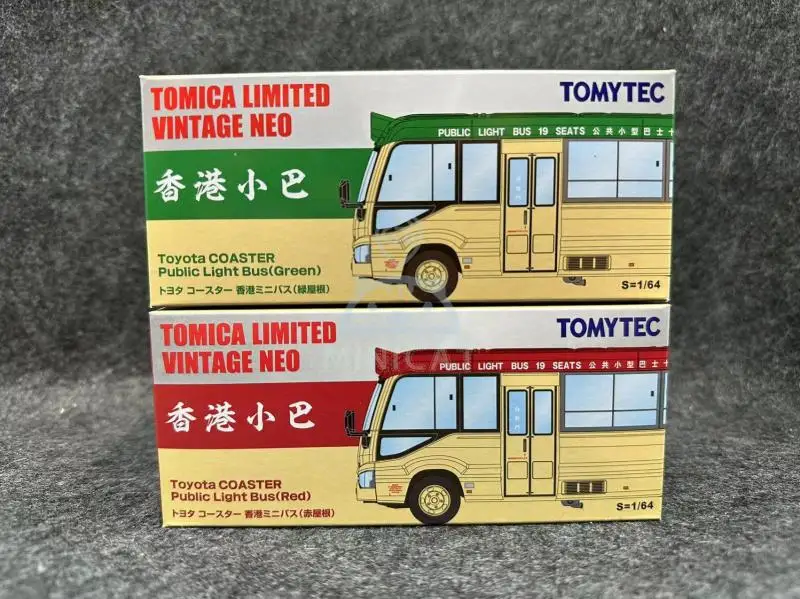 TOMICA LIMITED
VINTAGE NEO
TOMYTEC
PUBLIC LIGHT BUS 19 SEATS 公共小型巴士十
香港小巴
Toyota COASTER
Public Light Bus(Green)
トヨタ コースター 香港ミニバス(緑屋根)
S=1/64
TOMICA LIMITED
VINTAGE NEO
TOMYTEC
MINICAT
PUBLIC LIGHT BUS 19 SEATS 公共小型巴士十
香港小巴
Toyota COASTER
Public Light Bus(Red)
トヨタ コースター 香港ミニバス(赤屋根)
S=1/64